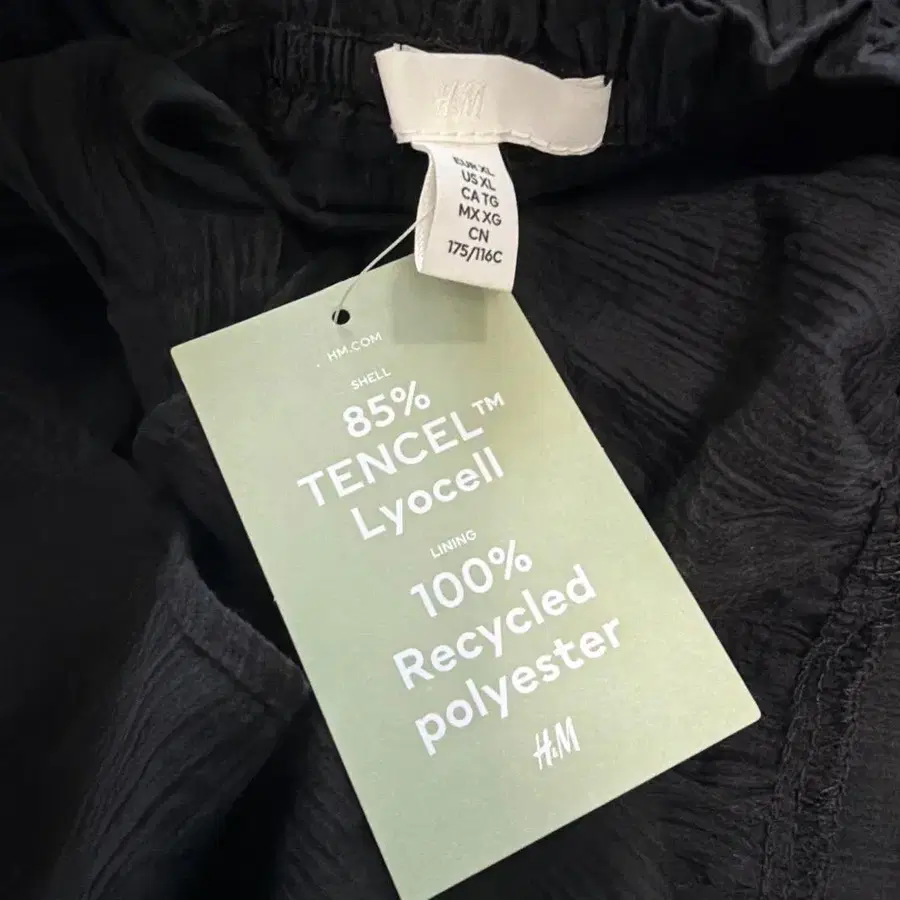 H&M
EUR XL
US XL
CA TG
MX XG
CN
175/116C
HM.COM
SHELL
85%
TENCEL™
Lyocell
LINING
100%
Recycled
polyester
H&M